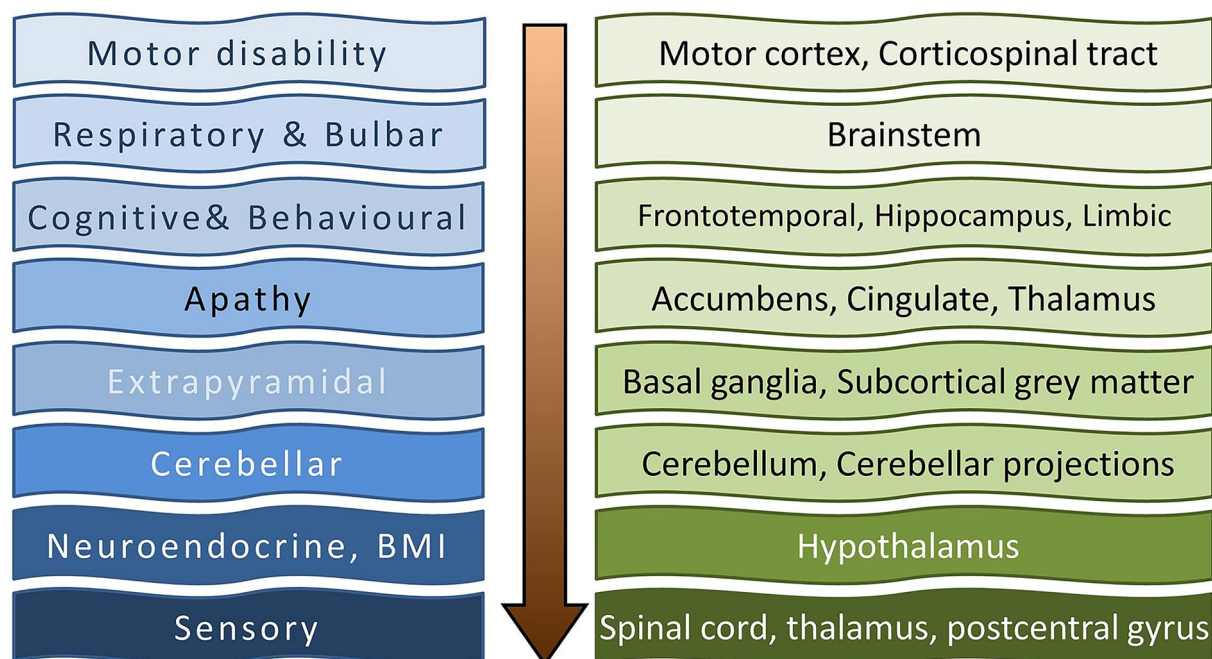 Motor disability
Motor cortex, Corticospinal tract
Respiratory & Bulbar
Brainstem
Cognitive& Behavioural
Frontotemporal, Hippocampus, Limbic
Apathy
Accumbens, Cingulate, Thalamus
Extrapyramidal
Basal ganglia, Subcortical grey matter
Cerebellar
Cerebellum, Cerebellar projections
Neuroendocrine, BMI
Hypothalamus
Sensory
Spinal cord, thalamus, postcentral gyrus